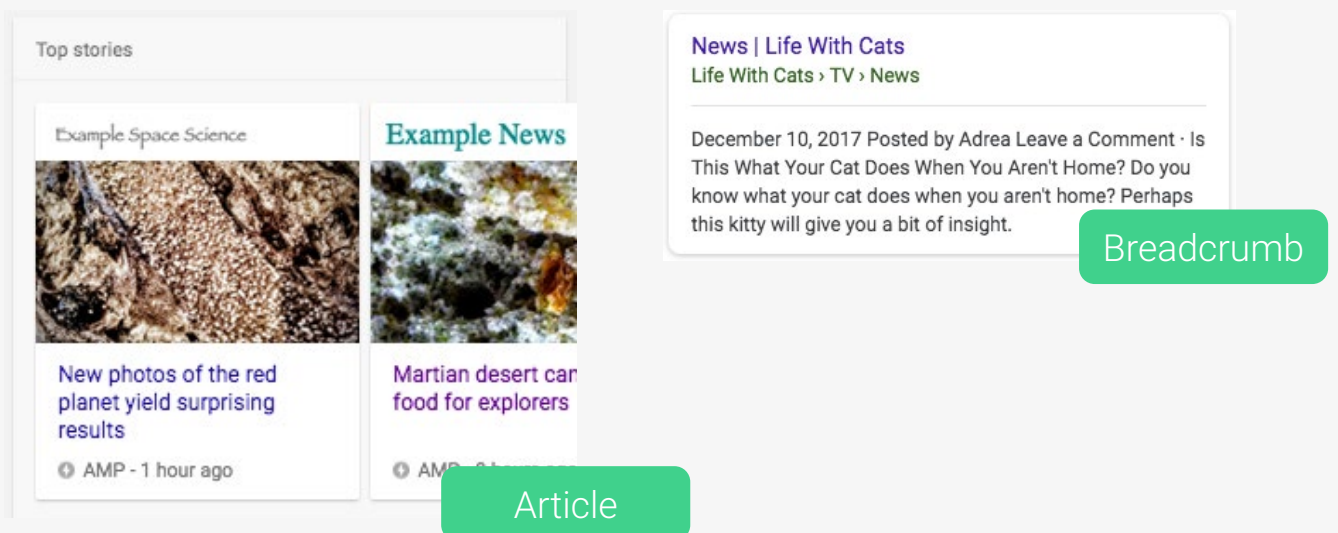 Top stories
Example Space Science
New photos of the red
planet yield surprising
results
AMP - 1 hour ago
Example News
Martian desert can
food for explorers
Article
News | Life With Cats
Life With Cats › TV › News
December 10, 2017 Posted by Adrea Leave a Comment · Is
This What Your Cat Does When You Aren't Home? Do you
know what your cat does when you aren't home? Perhaps
this kitty will give you a bit of insight.
Breadcrumb